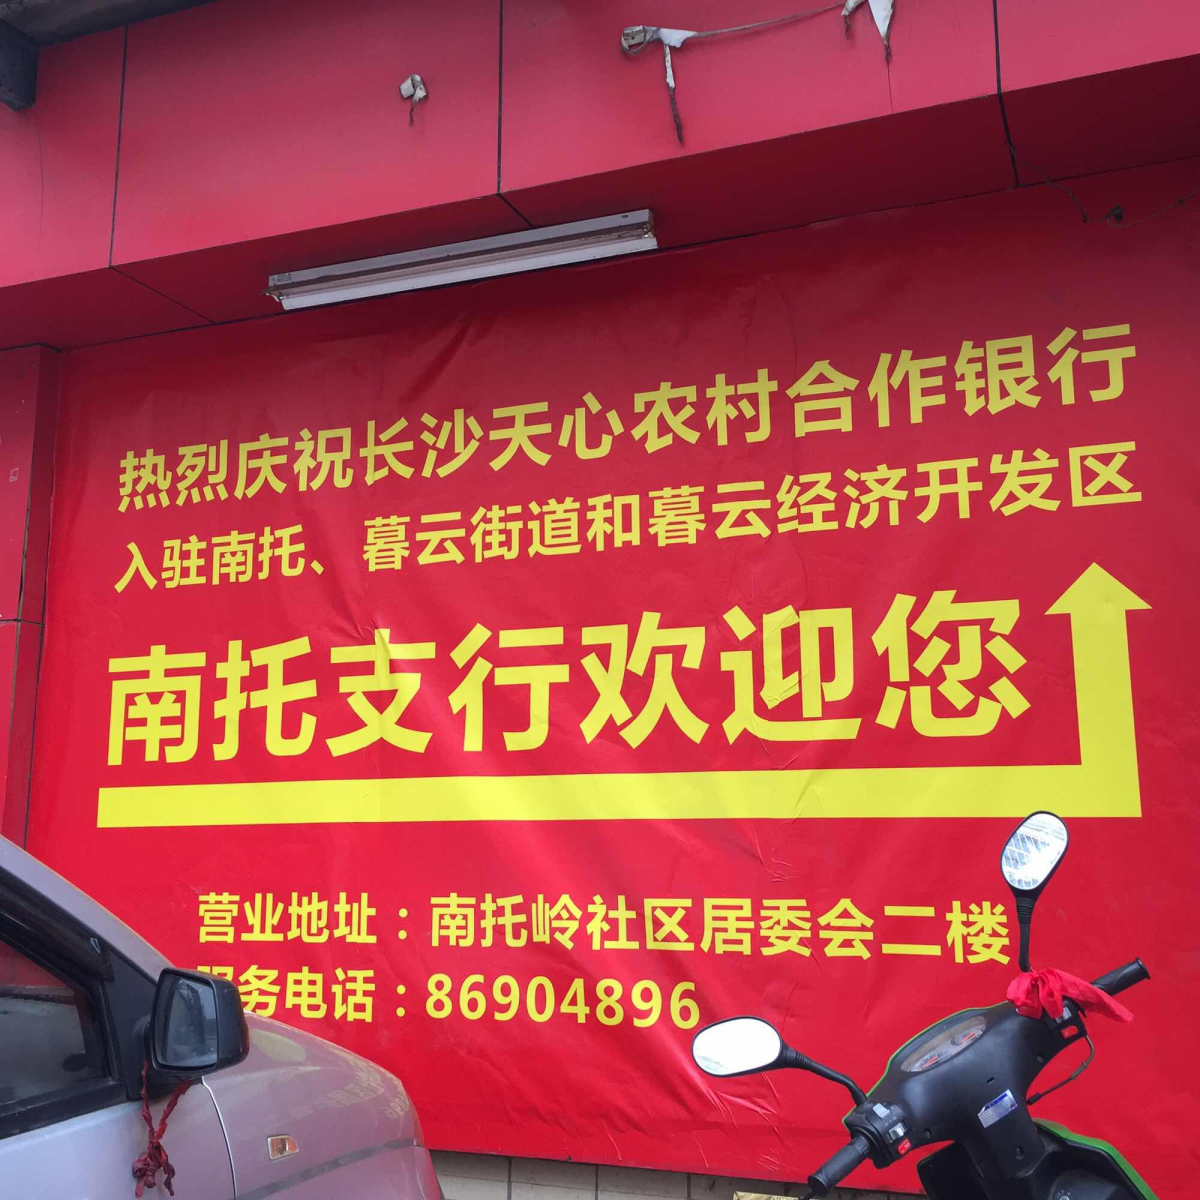 热烈庆祝长沙天心农村合作银行
入驻南托、暮云街道和暮云经济开发区
南托支行欢迎您
营业地址：南托岭社区居委会二楼
服务电话：86904896